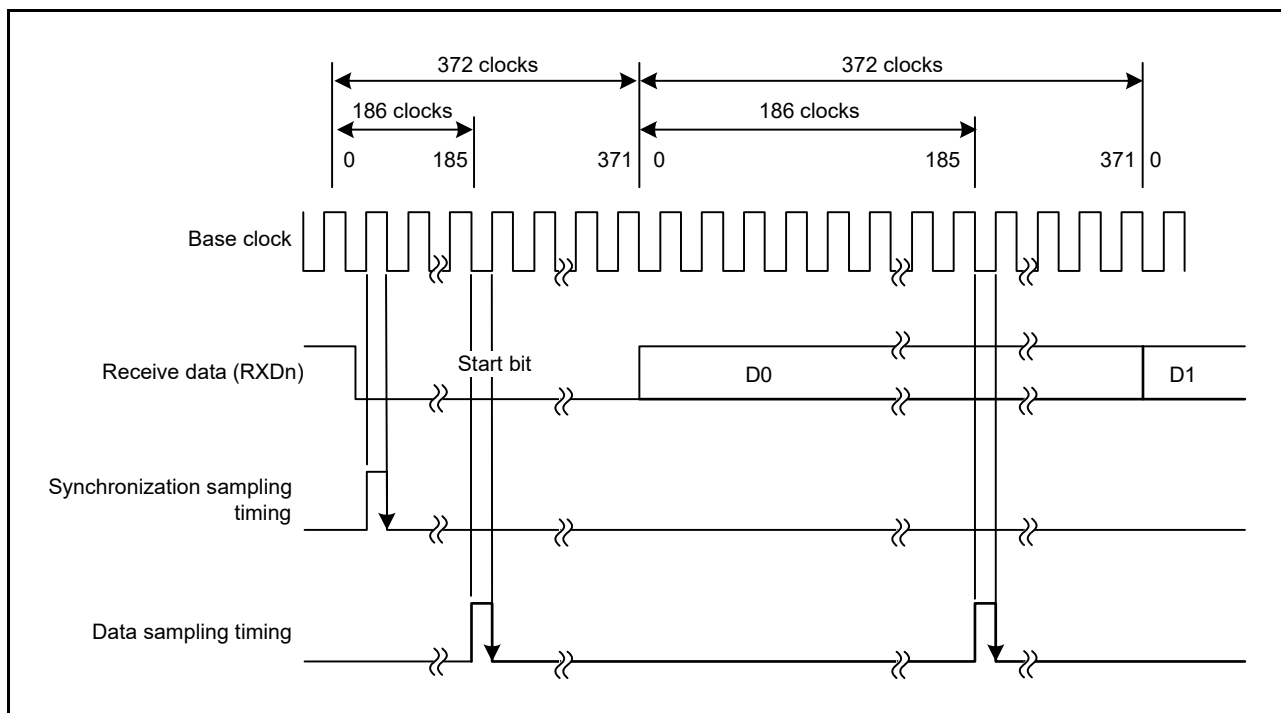 372 clocks
372 clocks
186 clocks
186 clocks
0
185
371
0
185
371
0
Base clock
Receive data (RXDn)
Start bit
D0
D1
Synchronization sampling
timing
Data sampling timing